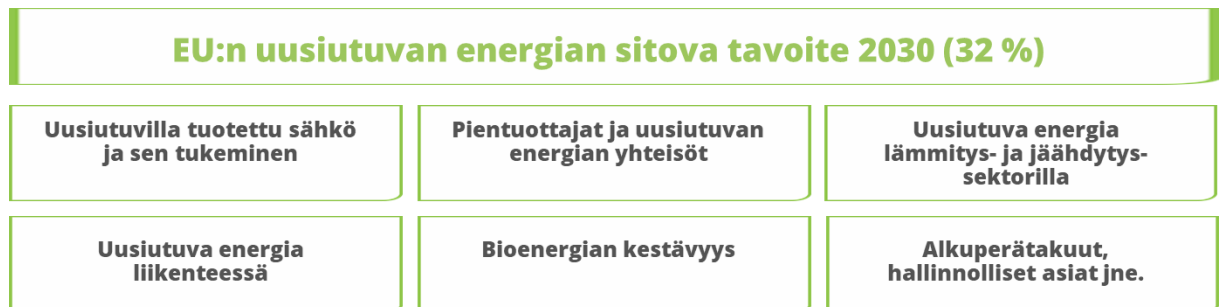 EU:n uusiutuvan energian sitova tavoite 2030 (32 %)
Uusiutuvilla tuotettu sähkö
ja sen tukeminen
Pientuottajat ja uusiutuvan
energian yhteisöt
Uusiutuva energia
lämmitys- ja jäähdytys-
sektorilla
Uusiutuva energia
liikenteessä
Bioenergian kestävyys
Alkuperätakuut,
hallinnolliset asiat jne.